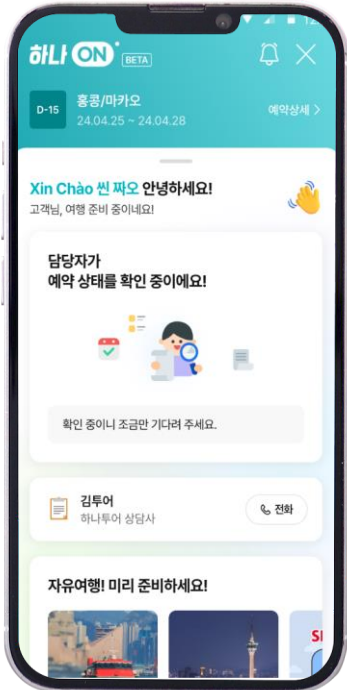 하나 ON
BETA
D-15
홍콩/마카오
24.04.25 ~ 24.04.28
예약상세 >
Xin Chào 씬 짜오 안녕하세요!
고객님, 여행 준비 중이네요!
담당자가
예약 상태를 확인 중이에요!
확인 중이니 조금만 기다려 주세요.
김투어
하나투어 상담사
전화
자유여행! 미리 준비하세요!